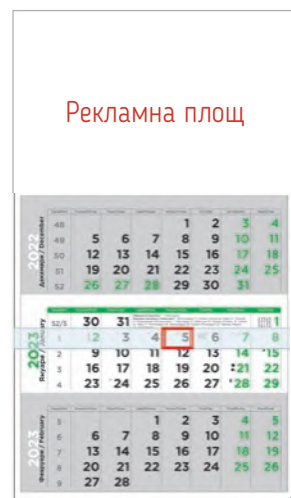 Рекламна площ
2022
Декември / December
48 1 2 3 4
49 5 6 7 8 9 10 11
50 12 13 14 15 16 17 18
51 19 20 21 22 23 24 25
52 26 27 28 29 30 31
2023
Януари / January
52/5 30 31 1
1 2 3 4 5 6 7 8
9 10 11 12 13 14 15
3 16 17 18 19 20 21 22
4 23 24 25 26 27 28 29
2023
Февруари / February
5 1 2 3 4 5
6 6 7 8 9 10 11 12
7 13 14 15 16 17 18 19
8 20 21 22 23 24 25 26
9 27 28